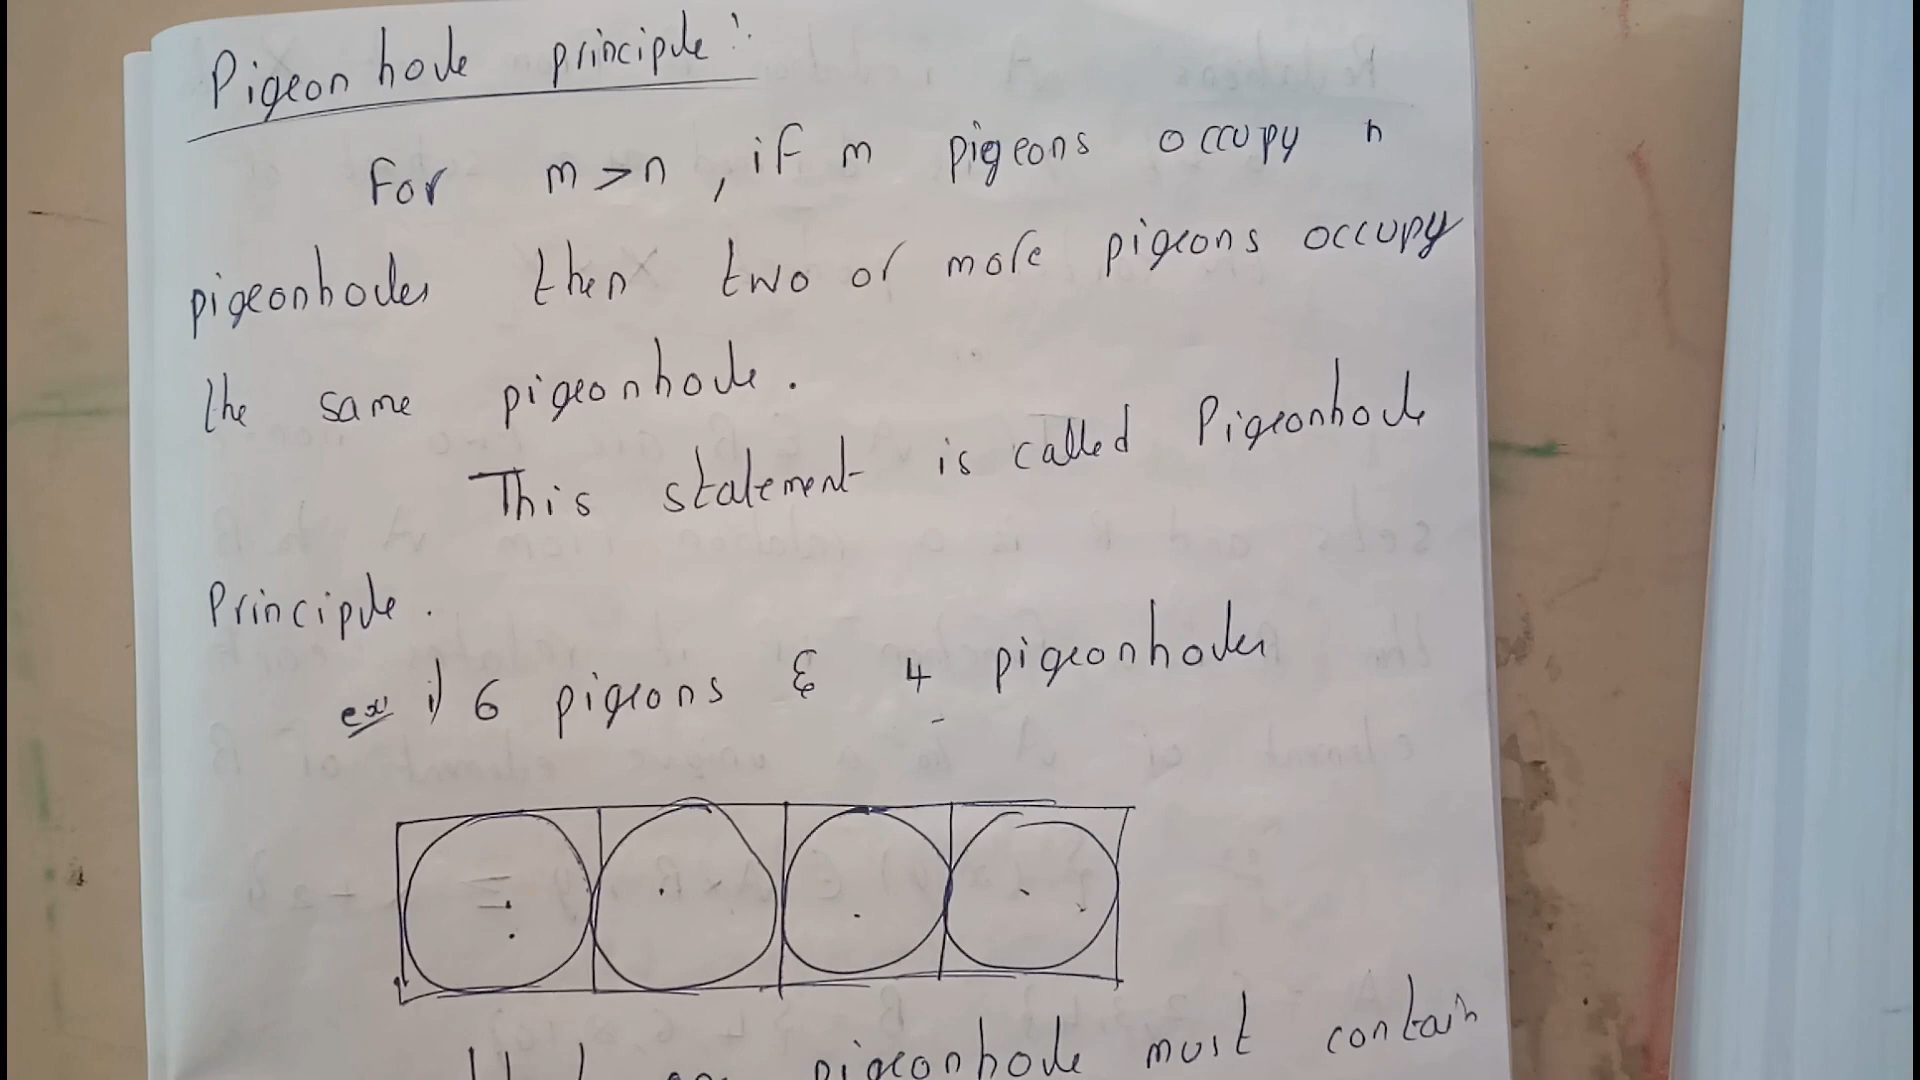 Pigeon hole principle:
For m > n, if m pigeons occupy n
pigeonholes then two or more pigeons occupy
the same pigeonhole.
This statement is called Pigeonhole
Principle.
ex: i) 6 pigeons & 4 pigeonholes
pigeonhole must contain